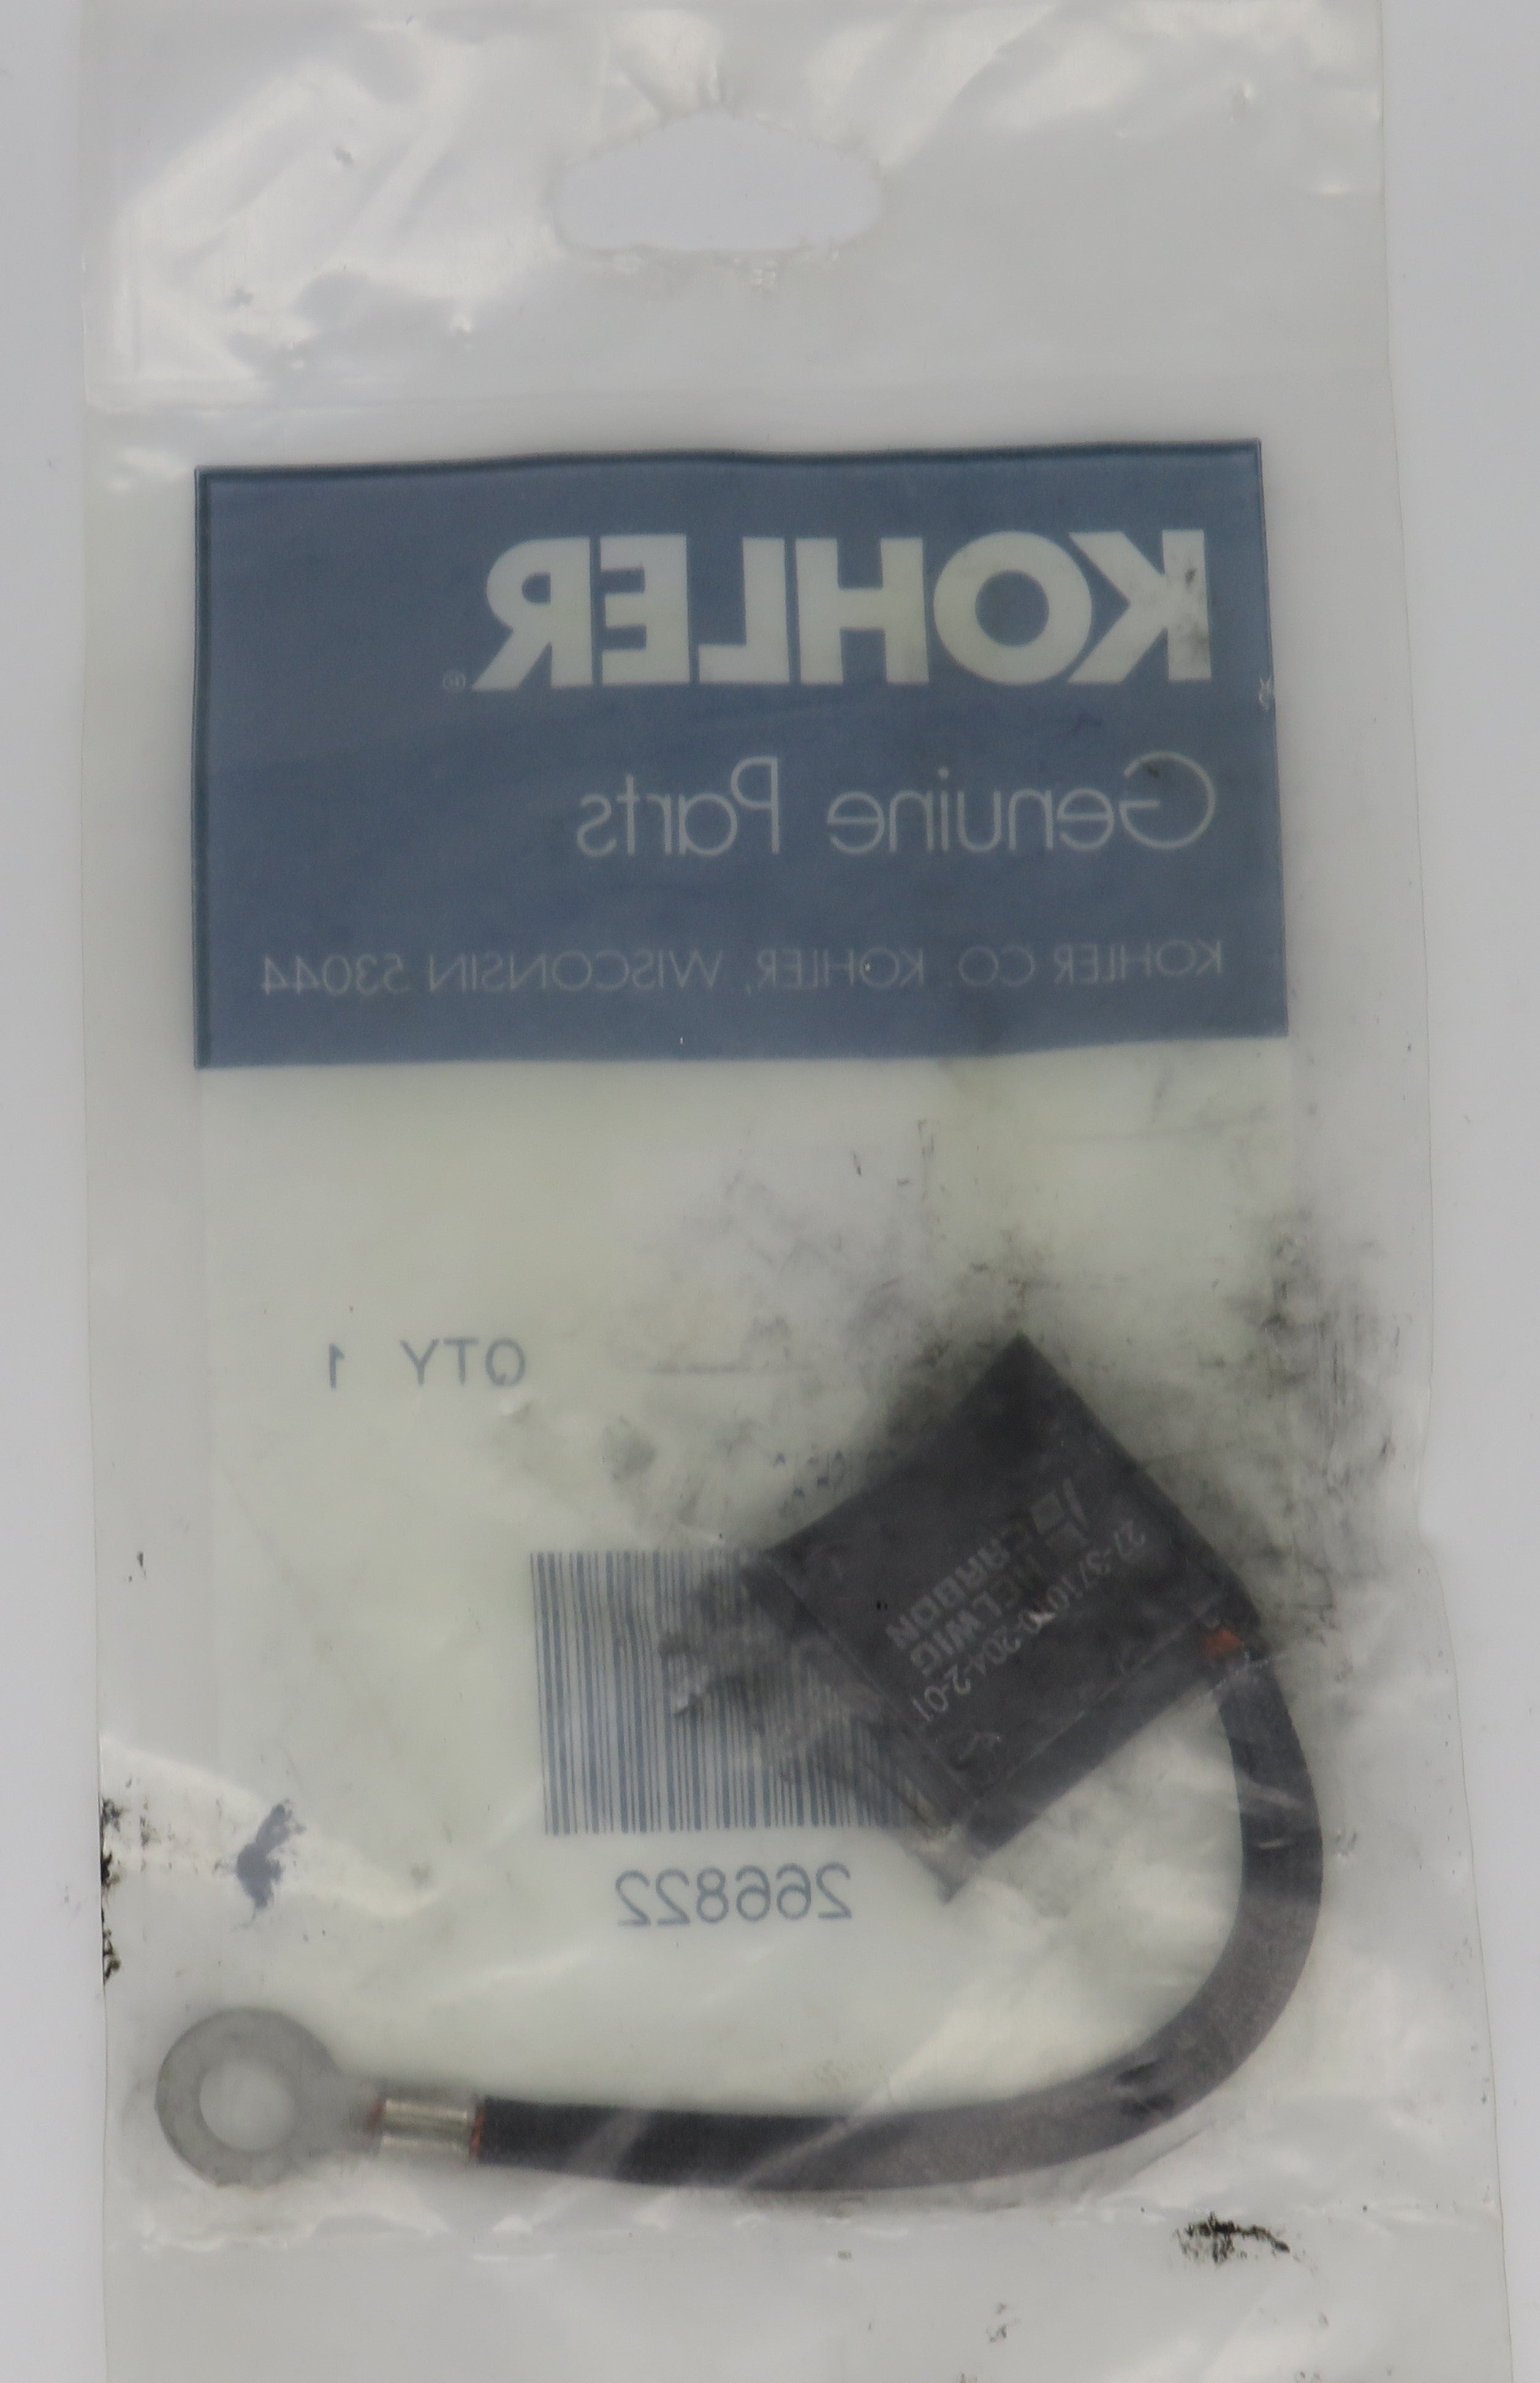 KOHLER®
Genuine Parts
KOHLER CO. KOHLER, WISCONSIN 53044
QTY 1
HELWIG
CARBON
266822